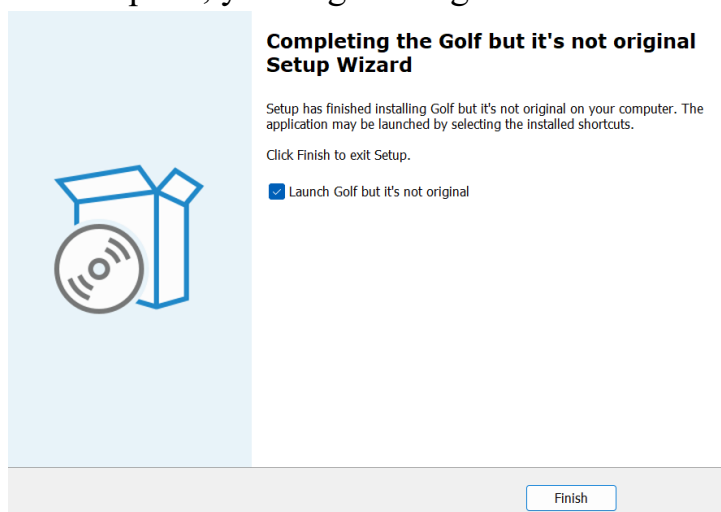 Completing the Golf but it's not original
Setup Wizard
Setup has finished installing Golf but it's not original on your computer. The
application may be launched by selecting the installed shortcuts.
Click Finish to exit Setup.
Launch Golf but it's not original
Finish